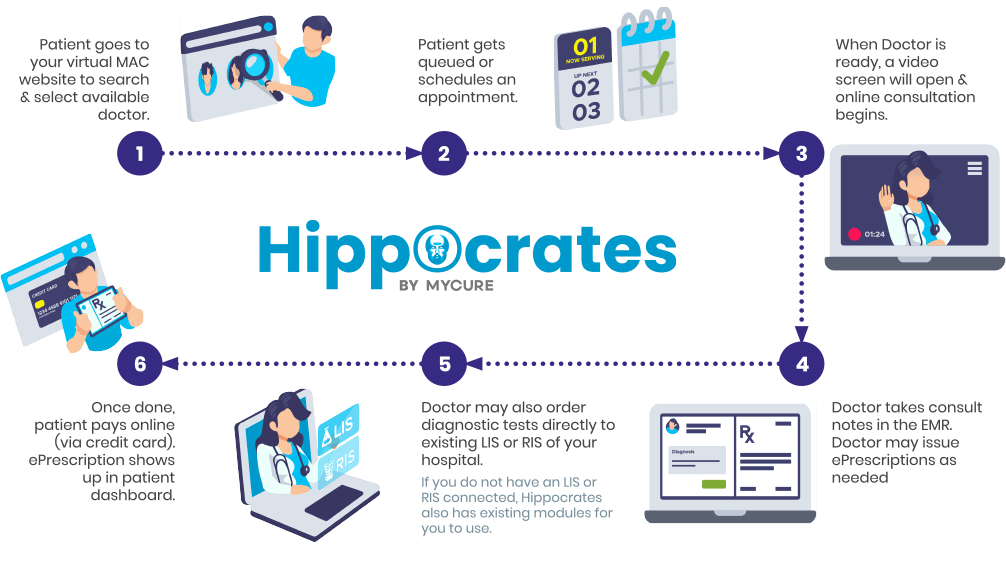 Patient goes to
your virtual MAC
website to search
& select available
doctor.
1
Patient gets
queued or
schedules an
appointment.
01
NOW SERVING
UP NEXT
02
03
2
When Doctor is
ready, a video
screen will open &
online consultation
begins.
3
01:24
Hippocrates
BY MYCURE
4
Doctor takes consult
notes in the EMR.
Doctor may issue
ePrescriptions as
needed
Diagnosis
Rx
5
Doctor may also order
diagnostic tests directly to
existing LIS or RIS of your
hospital.
If you do not have an LIS or
RIS connected, Hippocrates
also has existing modules for
you to use.
LIS
RIS
6
Once done,
patient pays online
(via credit card).
ePrescription shows
up in patient
dashboard.
CREDIT CARD
Rx